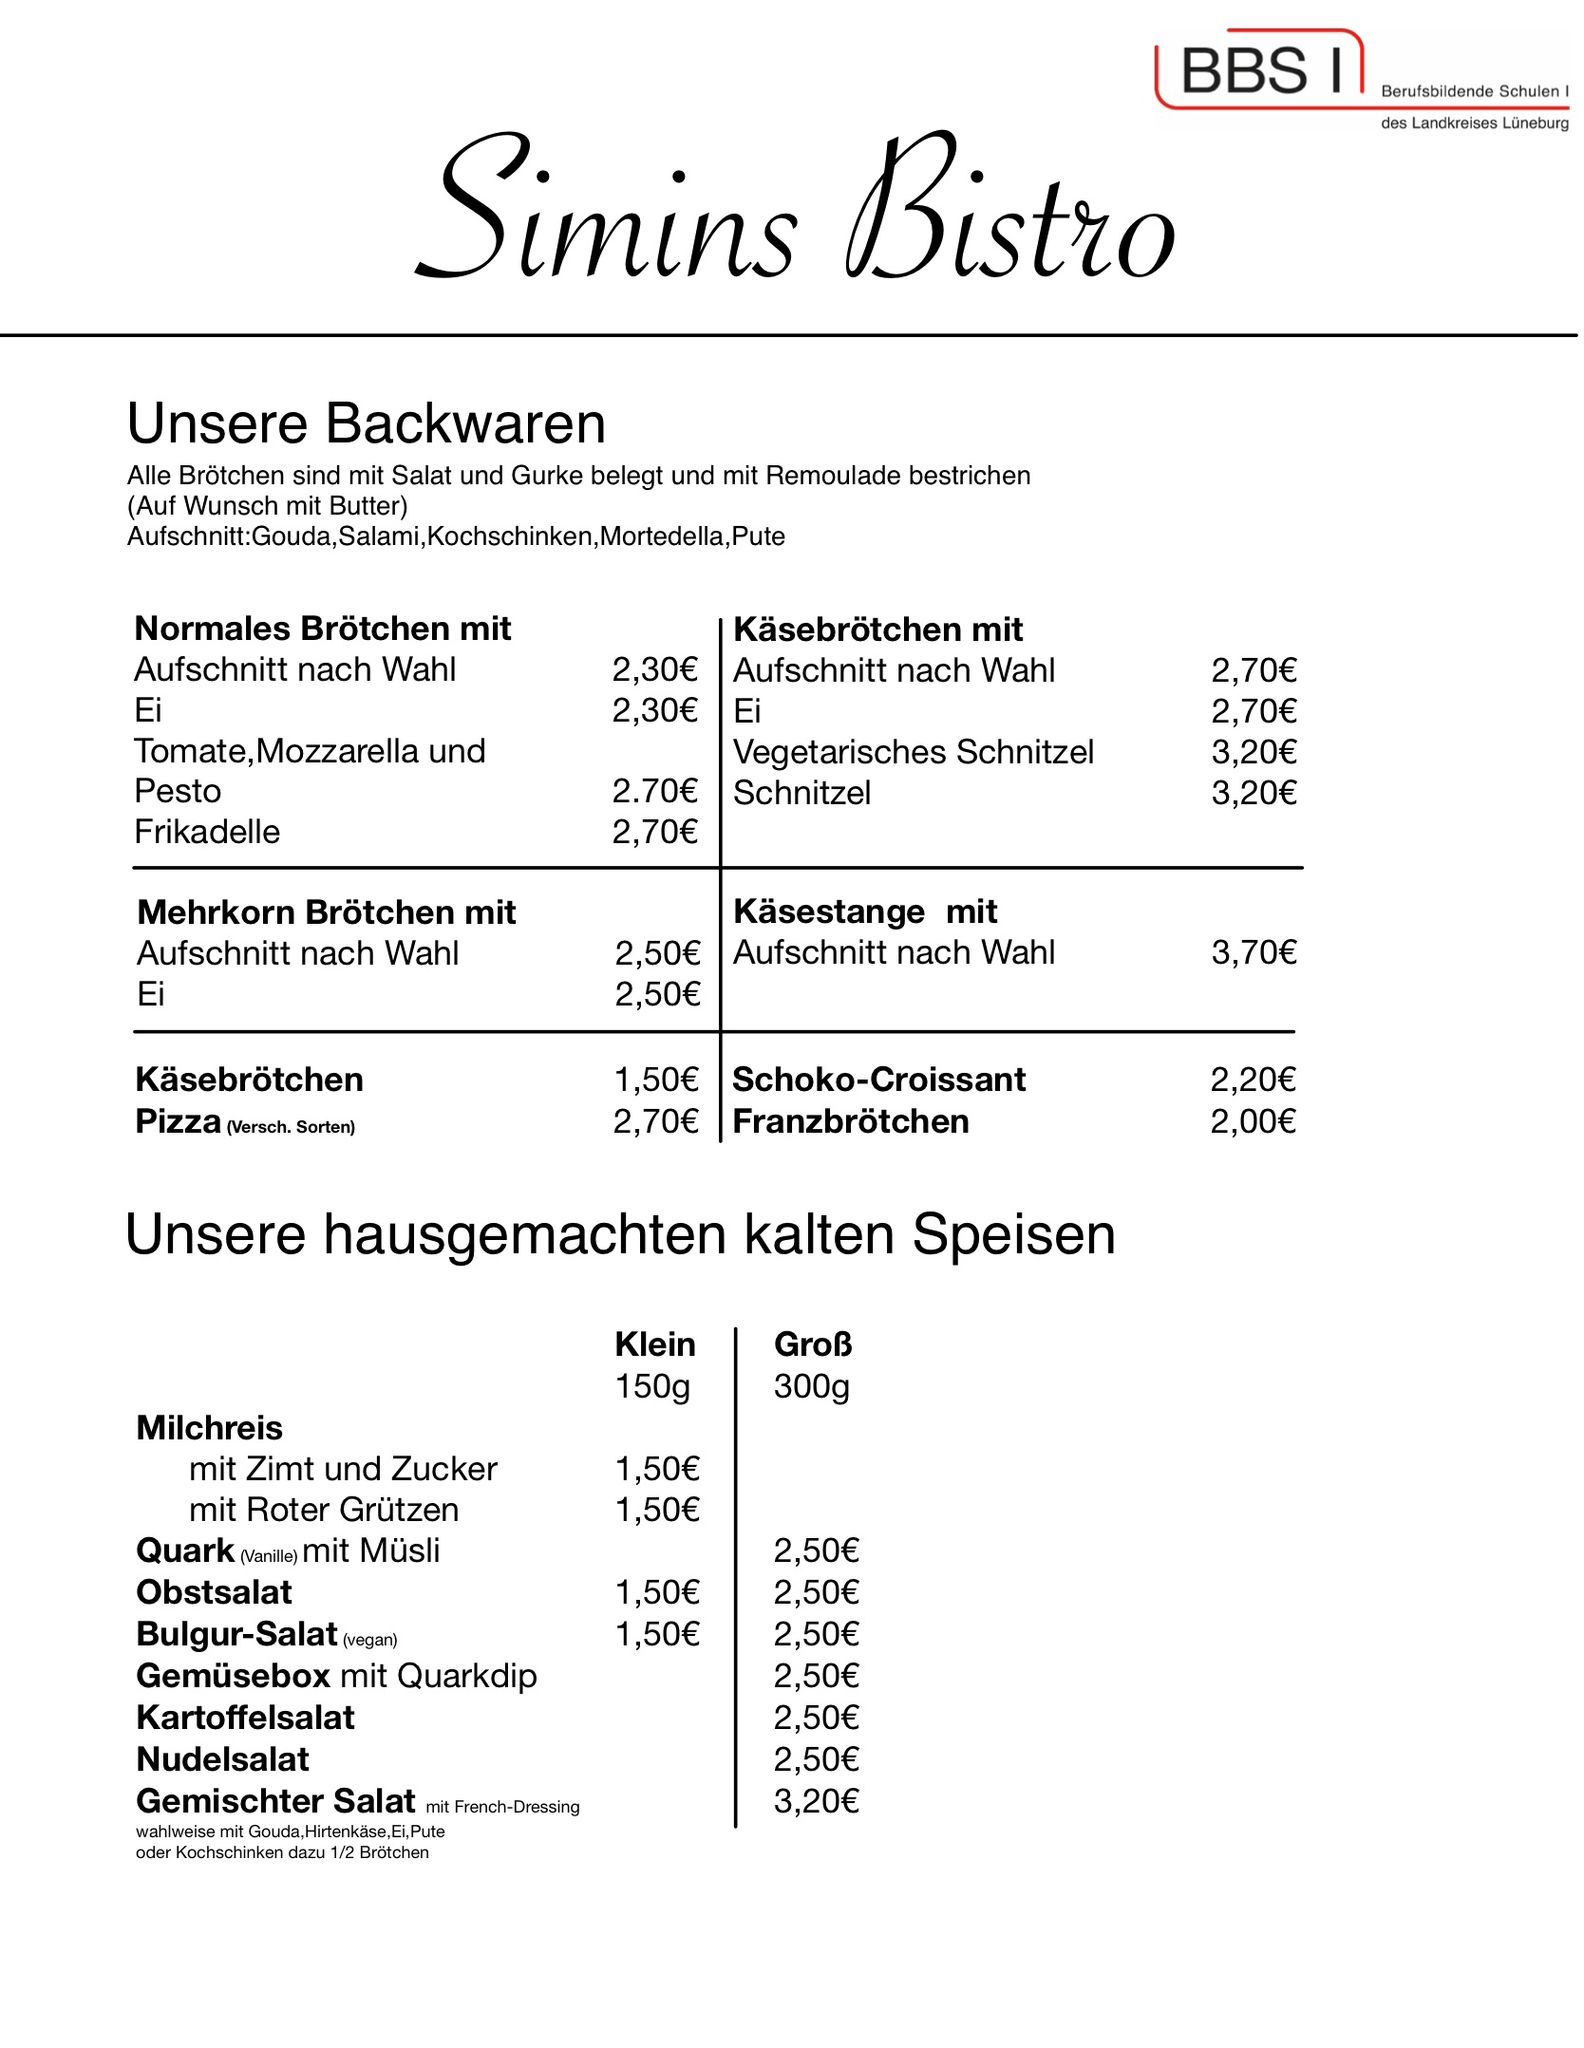 BBS I
Berufsbildende Schulen I
des Landkreises Lüneburg
Simins Bistro
Unsere Backwaren
Alle Brötchen sind mit Salat und Gurke belegt und mit Remoulade bestrichen
(Auf Wunsch mit Butter)
Aufschnitt:Gouda,Salami,Kochschinken,Mortedella,Pute
Normales Brötchen mit
Aufschnitt nach Wahl 2,30€
Ei 2,30€
Tomate,Mozzarella und
Pesto 2.70€
Frikadelle 2,70€
Käsebrötchen mit
Aufschnitt nach Wahl 2,70€
Ei 2,70€
Vegetarisches Schnitzel 3,20€
Schnitzel 3,20€
Mehrkorn Brötchen mit
Aufschnitt nach Wahl 2,50€
Ei 2,50€
Käsestange mit
Aufschnitt nach Wahl 3,70€
Käsebrötchen 1,50€
Pizza (Versch. Sorten) 2,70€
Schoko-Croissant 2,20€
Franzbrötchen 2,00€
Unsere hausgemachten kalten Speisen
Klein Groß
150g 300g
Milchreis
mit Zimt und Zucker 1,50€
mit Roter Grützen 1,50€
Quark (Vanille) mit Müsli 2,50€
Obstsalat 1,50€ 2,50€
Bulgur-Salat (vegan) 1,50€ 2,50€
Gemüsebox mit Quarkdip 2,50€
Kartoffelsalat 2,50€
Nudelsalat 2,50€
Gemischter Salat mit French-Dressing 3,20€
wahlweise mit Gouda,Hirtenkäse,Ei,Pute
oder Kochschinken dazu 1/2 Brötchen